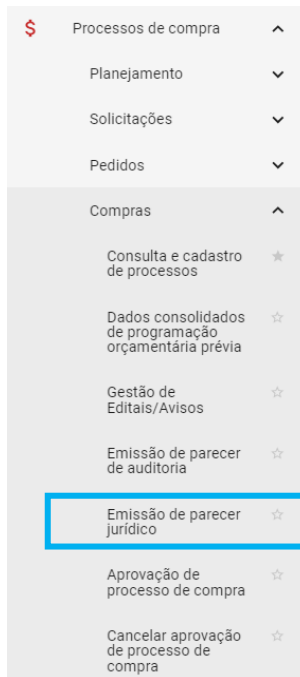 $ Processos de compra
Planejamento
Solicitações
Pedidos
Compras
Consulta e cadastro
de processos
Dados consolidados
de programação
orçamentária prévia
Gestão de
Editais/Avisos
Emissão de parecer
de auditoria
Emissão de parecer
jurídico
Aprovação de
processo de compra
Cancelar aprovação
de processo de
compra